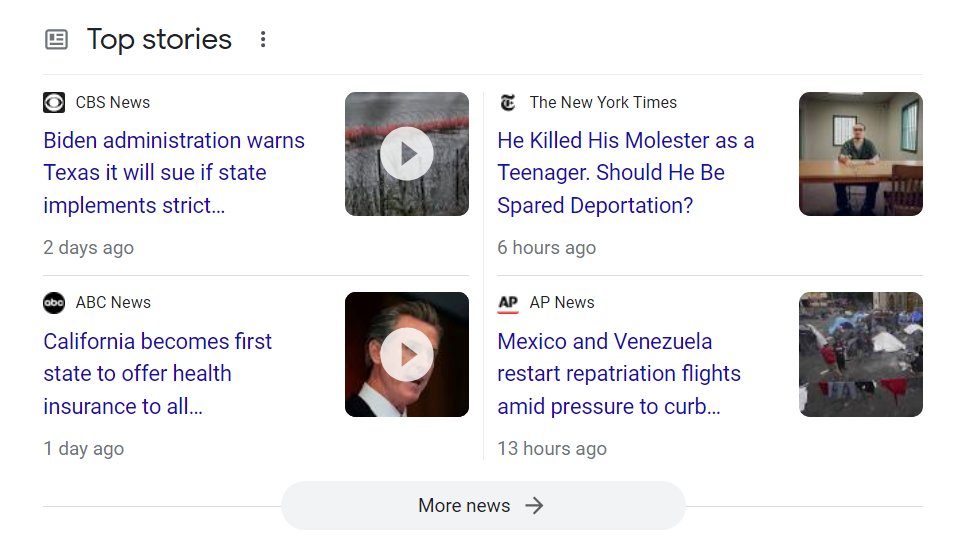 Top stories
CBS News
Biden administration warns
Texas it will sue if state
implements strict...
2 days ago
The New York Times
He Killed His Molester as a
Teenager. Should He Be
Spared Deportation?
6 hours ago
abc
ABC News
California becomes first
state to offer health
insurance to all...
1 day ago
AP
AP News
Mexico and Venezuela
restart repatriation flights
amid pressure to curb...
13 hours ago
More news